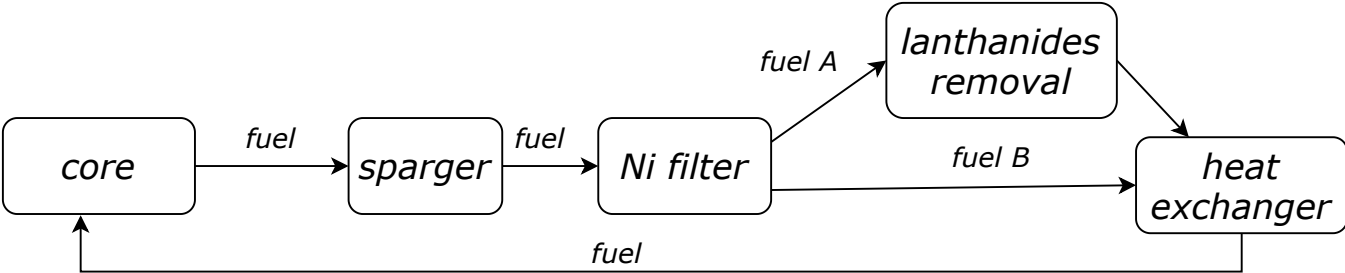 core
fuel
sparger
fuel
Ni filter
fuel A
lanthanides
removal
fuel B
heat
exchanger
fuel